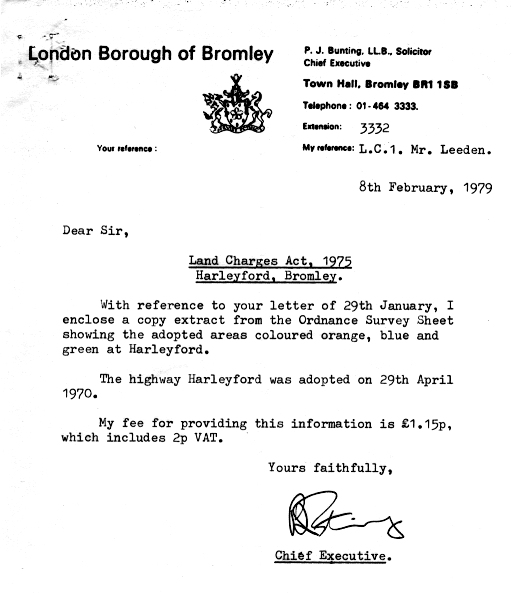 London Borough of Bromley
P. J. Bunting, LL.B., Solicitor
Chief Executive
Town Hall, Bromley BR1 1SB
Telephone : 01-464 3333.
Extension: 3332
Your reference :
My reference: L.C.1. Mr. Leeden.
8th February, 1979
Dear Sir,
Land Charges Act, 1975
Harleyford, Bromley.
With reference to your letter of 29th January, I
enclose a copy extract from the Ordnance Survey Sheet
showing the adopted areas coloured orange, blue and
green at Harleyford.
The highway Harleyford was adopted on 29th April
1970.
My fee for providing this information is £1.15p,
which includes 2p VAT.
Yours faithfully,
Chief Executive.